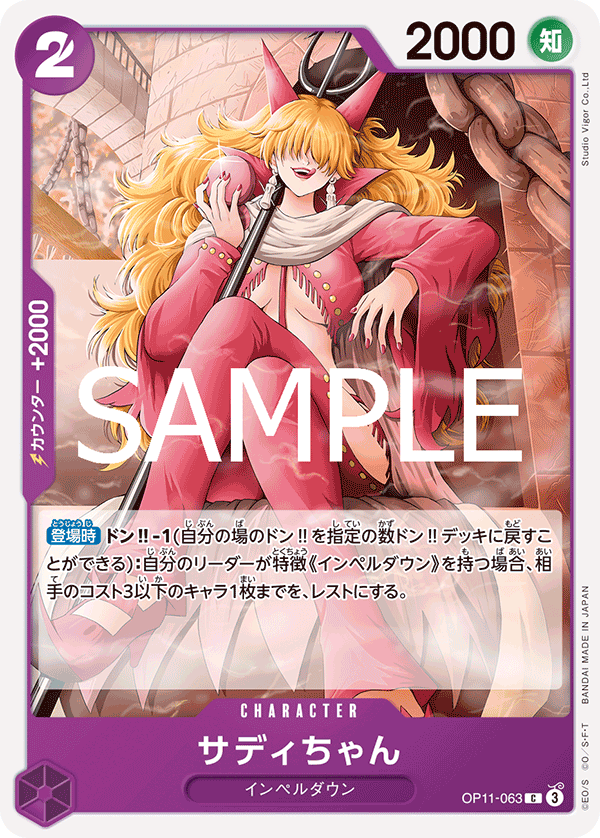 2
2000 知
Studio Vigor Co.,Ltd
カウンター +2000
SAMPLE
登場時 ドン!!-1(自分の場のドン!!を指定の数ドン!!デッキに戻すこ
とができる):自分のリーダーが特徴《インペルダウン》を持つ場合、相
手のコスト3以下のキャラ1枚までを、レストにする。
CHARACTER
サディちゃん
インペルダウン
OP11-063 C 3
©E.O/S ©O/S・F・T BANDAI MADE IN JAPAN